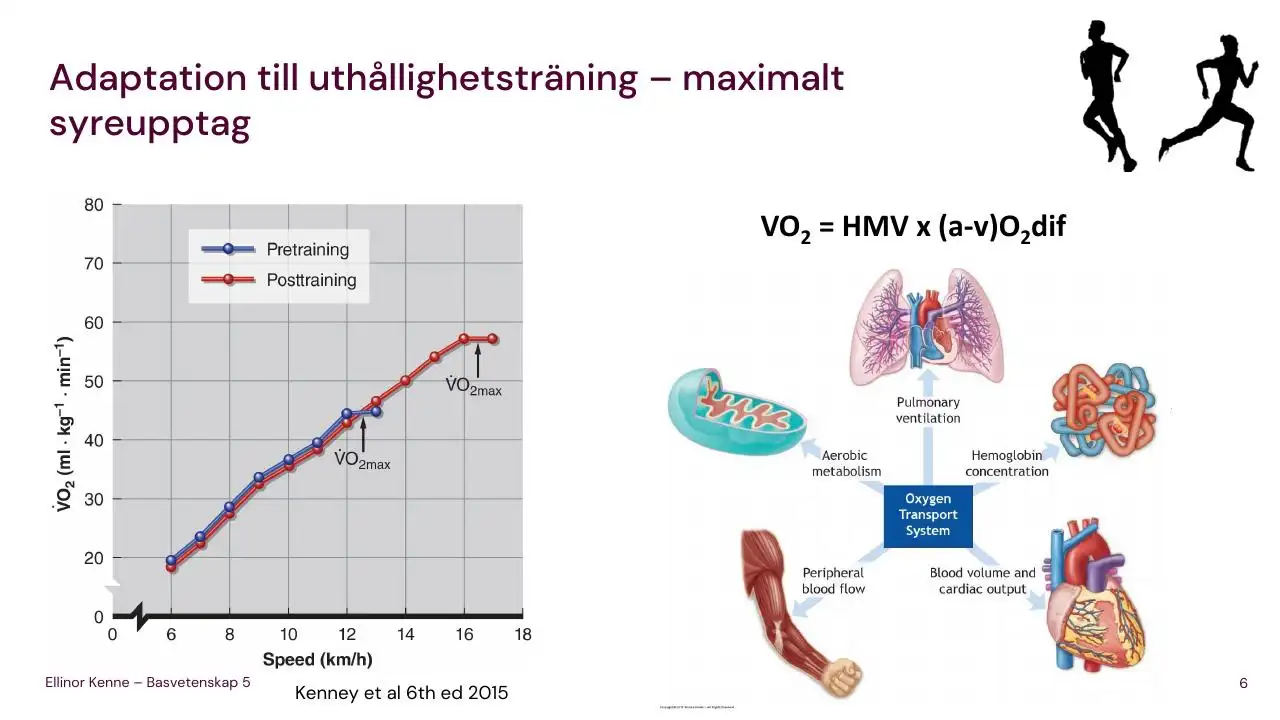 Adaptation till uthållighetsträning – maximalt
syreupptag
80
70
60
50
40
30
20
0
V̇O2 (ml · kg–1 · min–1)
Pretraining
Posttraining
V̇O2max
V̇O2max
0 6 8 10 12 14 16 18
Speed (km/h)
Kenney et al 6th ed 2015
VO2 = HMV x (a-v)O2dif
Pulmonary
ventilation
Aerobic
metabolism
Hemoglobin
concentration
Oxygen
Transport
System
Peripheral
blood flow
Blood volume and
cardiac output
Ellinor Kenne – Basvetenskap 5
6